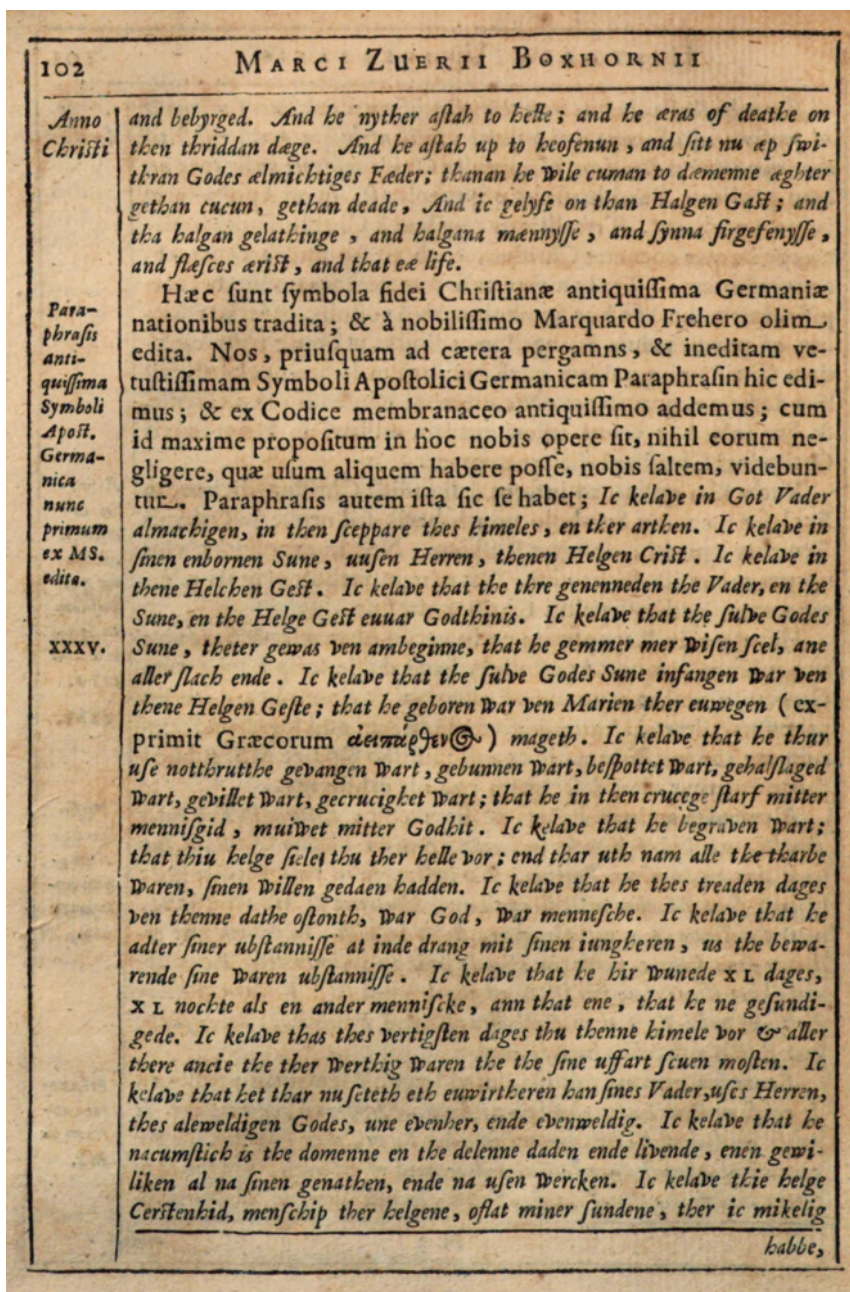 102 MARCI ZUERII BOXHORNII
Anno
Christi
and bebyrged. And he nyther aſtah to helle; and he æras of deathe on
then thriddan dæge. And he aſtah up to heofenun, and ſitt nu æp ſwi-
thran Godes ælmichtiges Fæder; thanan he wile cuman to dæmenne æghter
gethan cucun, gethan deade, And ic gelyfe on than Halgen Gaſt; and
tha halgan gelathinge, and halgana mænnyſſe, and ſynna firgefenyſſe,
and flæſces æriſt, and that eæ life.
Para-
phraſis
anti-
quiſſima
Symboli
Apoſt.
Germa-
nica
nunc
primum
ex MS.
edita.
Hæc ſunt ſymbola fidei Chriſtianæ antiquiſſima Germaniæ
nationibus tradita; & à nobiliſſimo Marquardo Frehero olim
edita. Nos, priuſquam ad cætera pergamns, & ineditam ve-
tuſtiſſimam Symboli Apoſtolici Germanicam Paraphraſin hic edi-
mus; & ex Codice membranaceo antiquiſſimo addemus; cum
id maxime propoſitum in hoc nobis opere ſit, nihil eorum ne-
gligere, quæ uſum aliquem habere poſſe, nobis ſaltem, videbun-
tur. Paraphraſis autem iſta ſic ſe habet; Ic kelave in Got Vader
almachigen, in then ſceppare thes himeles, en ther arthen. Ic kelave in
ſinen enbornen Sune, uuſen Herren, thenen Helgen Criſt. Ic kelave in
thene Helchen Geſt. Ic kelave that the thre genenneden the Vader, en the
Sune, en the Helge Geſt euuar Godthinis. Ic kelave that the ſulve Godes
XXXV.
Sune, theter gewas ven ambeginne, that he gemmer mer wiſen ſcel, ane
aller ſlach ende. Ic kelave that the ſulve Godes Sune infangen war ven
thene Helgen Geſte; that he geboren war ven Marien ther euwegen (ex-
primit Græcorum ἀειπάρθεν©) mageth. Ic kelave that he thur
uſe notthrutthe gevangen wart, gebunnen wart, beſpottet wart, gehalſlaged
wart, gevillet wart, gecrucighet wart; that he in then crucege ſtarf mitter
menniſgid, muiwet mitter Godhit. Ic kelave that he begraven wart;
that thiu helge ſiele thu ther helle vor; end thar uth nam alle the tharbe
waren, ſinen willen gedaen hadden. Ic kelave that he thes treaden dages
ven thenne dathe oſtonth, war God, war menneſche. Ic kelave that he
adter ſiner ubſtanniſſe at inde drang mit ſinen iungheren, us the bewa-
rende ſine waren ubſtanniſſe. Ic kelave that he hir wunede XL dages,
XL nochte als en ander menniſcke, ann that ene, that he ne geſundi-
gede. Ic kelave thas thes vertigſten dages thu thenne himele vor & aller
there ancie the ther werthig waren the the ſine uffart ſcuen moſten. Ic
kelave that het thar nu ſeteth eth euwirtheren han ſines Vader, uſes Herren,
thes aleweldigen Godes, une evenher, ende evenweldig. Ic kelave that he
nacumſtich is the domenne en the delenne daden ende livende, enen gewi-
liken al na ſinen genathen, ende na uſen wercken. Ic kelave thie helge
Cerſtenhid, menſchip ther helgene, oflat miner ſundene, ther ic mikelig
habbe,